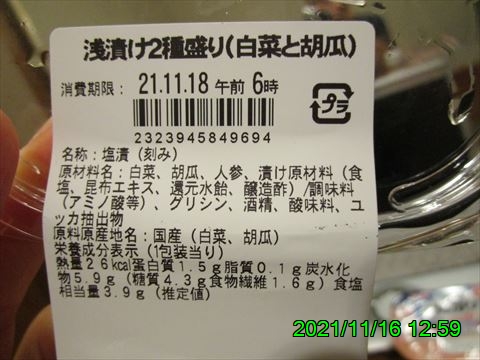 浅漬け2種盛り(白菜と胡瓜)
消費期限: 21.11.18 午前 6時
2323945849694
プラ
名称:塩漬(刻み)
原材料名:白菜、胡瓜、人参、漬け原材料(食
塩、昆布エキス、還元水飴、醸造酢)/調味料
(アミノ酸等)、グリシン、酒精、酸味料、ユ
ッカ抽出物
原料原産地名:国産(白菜、胡瓜)
栄養成分表示(1包装当り)
熱量26kcal蛋白質1.5g脂質0.1g炭水化
物5.9g(糖質4.3g食物繊維1.6g)食塩
相当量3.9g(推定値)
2021/11/16 12:59